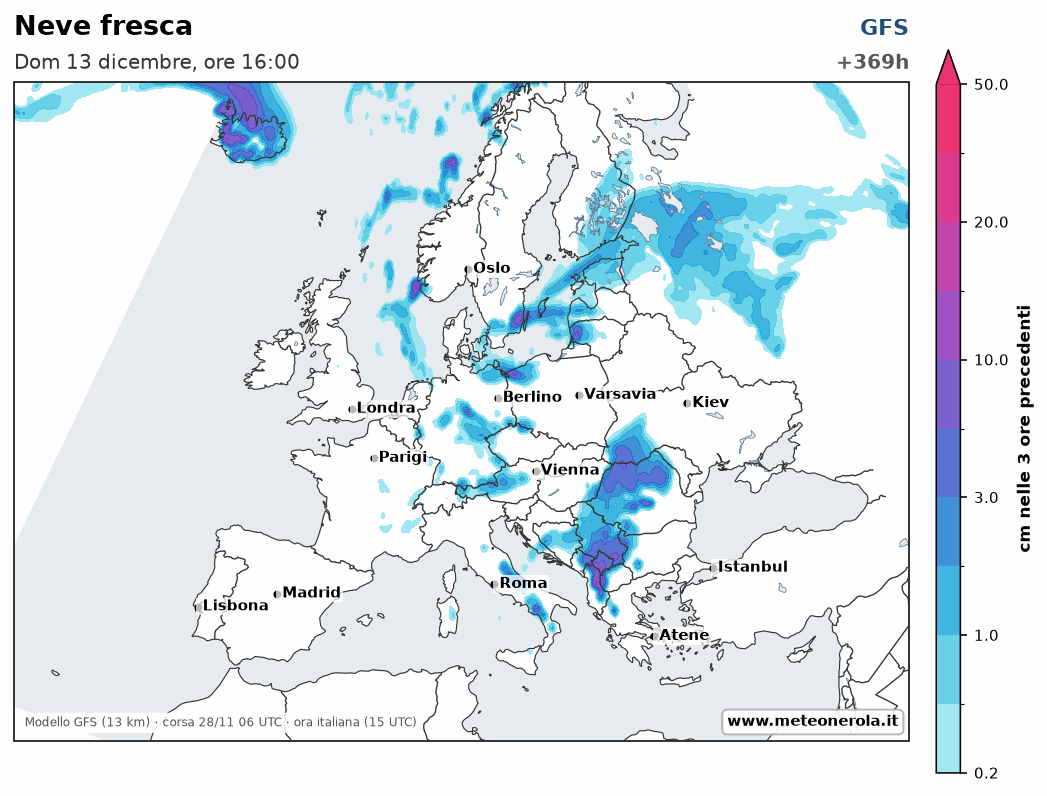 Neve fresca
GFS
Dom 13 dicembre, ore 16:00
+369h
50.0
20.0
10.0
3.0
1.0
0.2
cm nelle 3 ore precedenti
Oslo
Londra
Berlino
Varsavia
Kiev
Parigi
Vienna
Istanbul
Roma
Madrid
Lisbona
Atene
Modello GFS (13 km) · corsa 28/11 06 UTC · ora italiana (15 UTC)
www.meteonerola.it